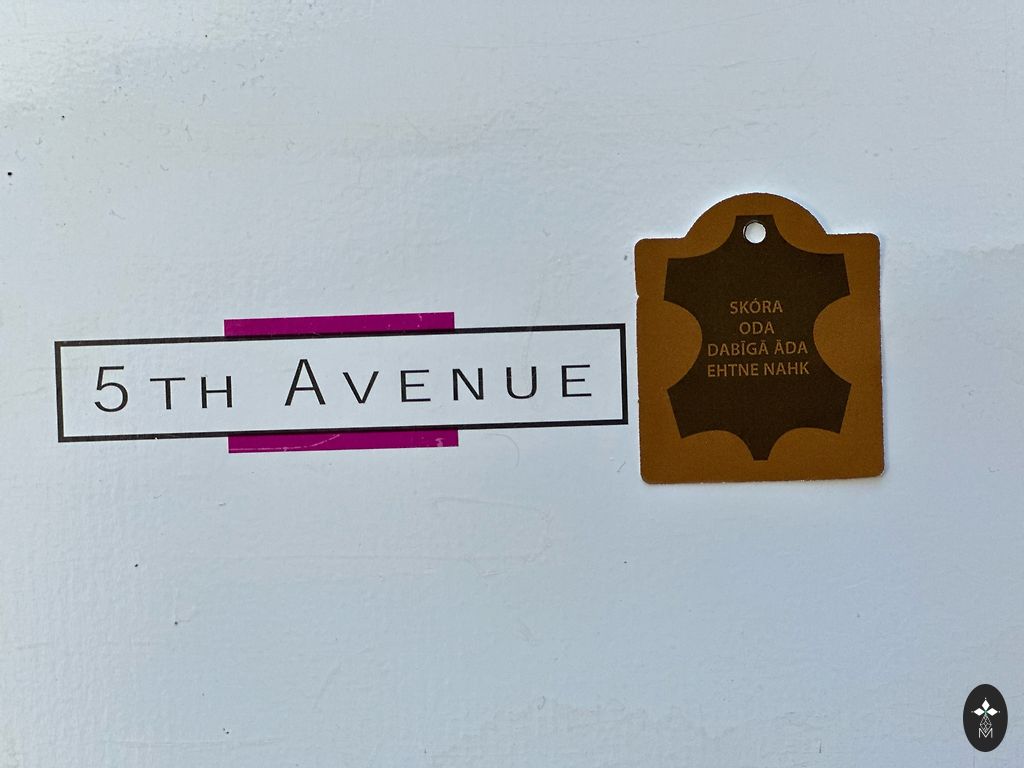 5TH AVENUE
SKÓRA
ODA
DABĪGĀ ĀDA
EHTNE NAHK